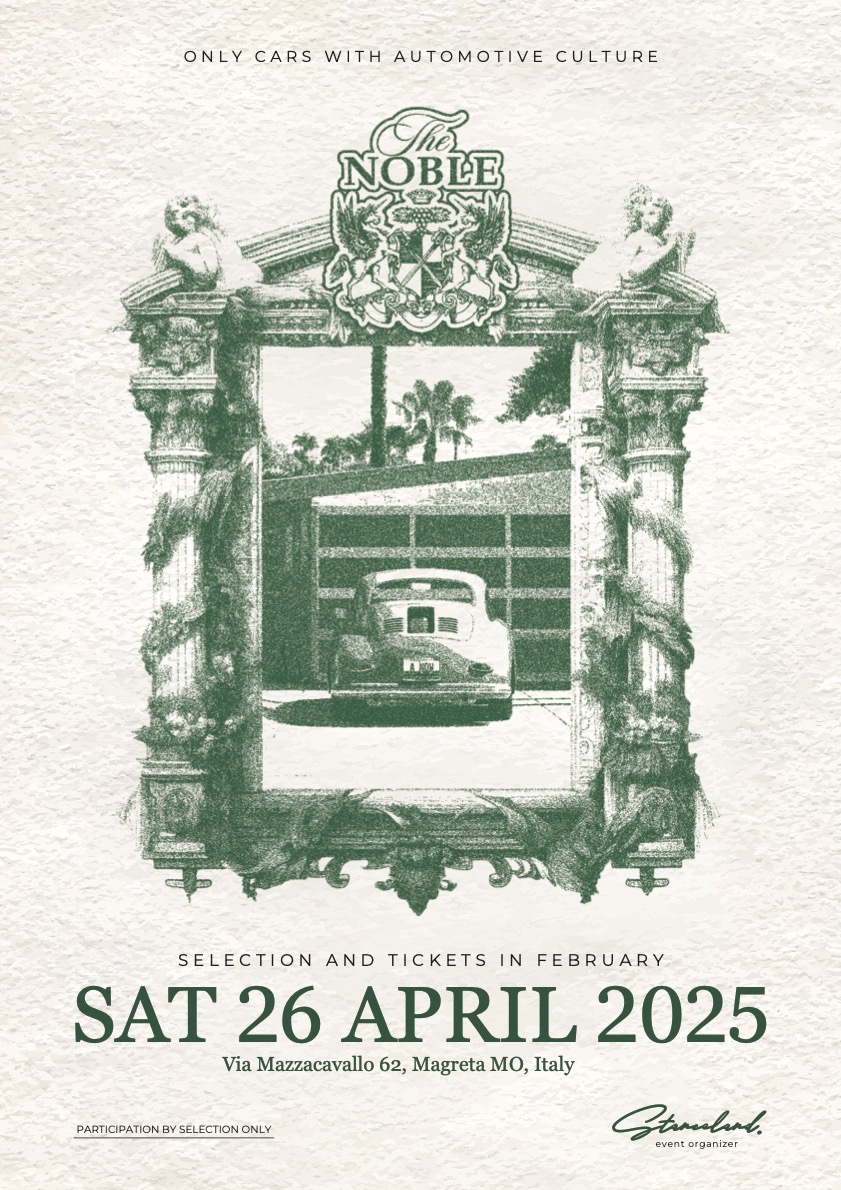 ONLY CARS WITH AUTOMOTIVE CULTURE
The
NOBLE
SELECTION AND TICKETS IN FEBRUARY
SAT 26 APRIL 2025
Via Mazzacavallo 62, Magreta MO, Italy
PARTICIPATION BY SELECTION ONLY
event organizer